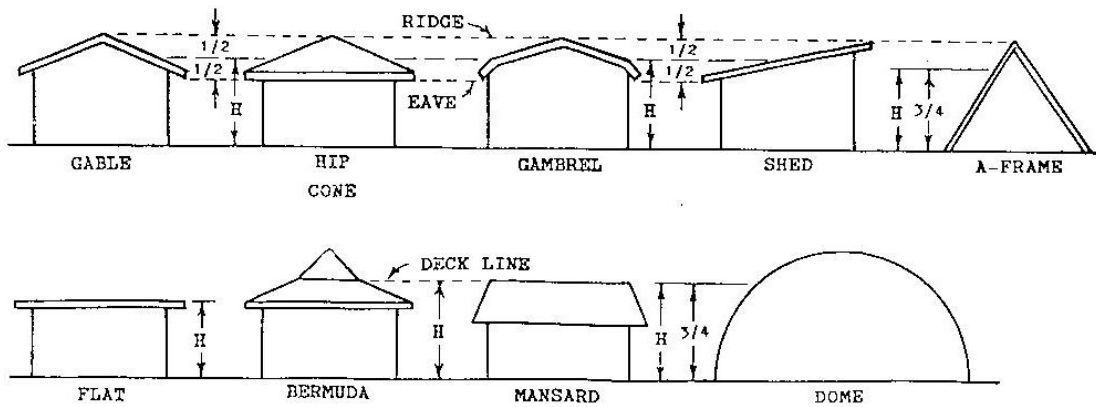 RIDGE
1/2
1/2
H
EAVE
1/2
1/2
H
H
3/4
GABLE
HIP
CONE
GAMBREL
SHED
A-FRAME
DECK LINE
H
H
H
3/4
FLAT
BERMUDA
MANSARD
DOME